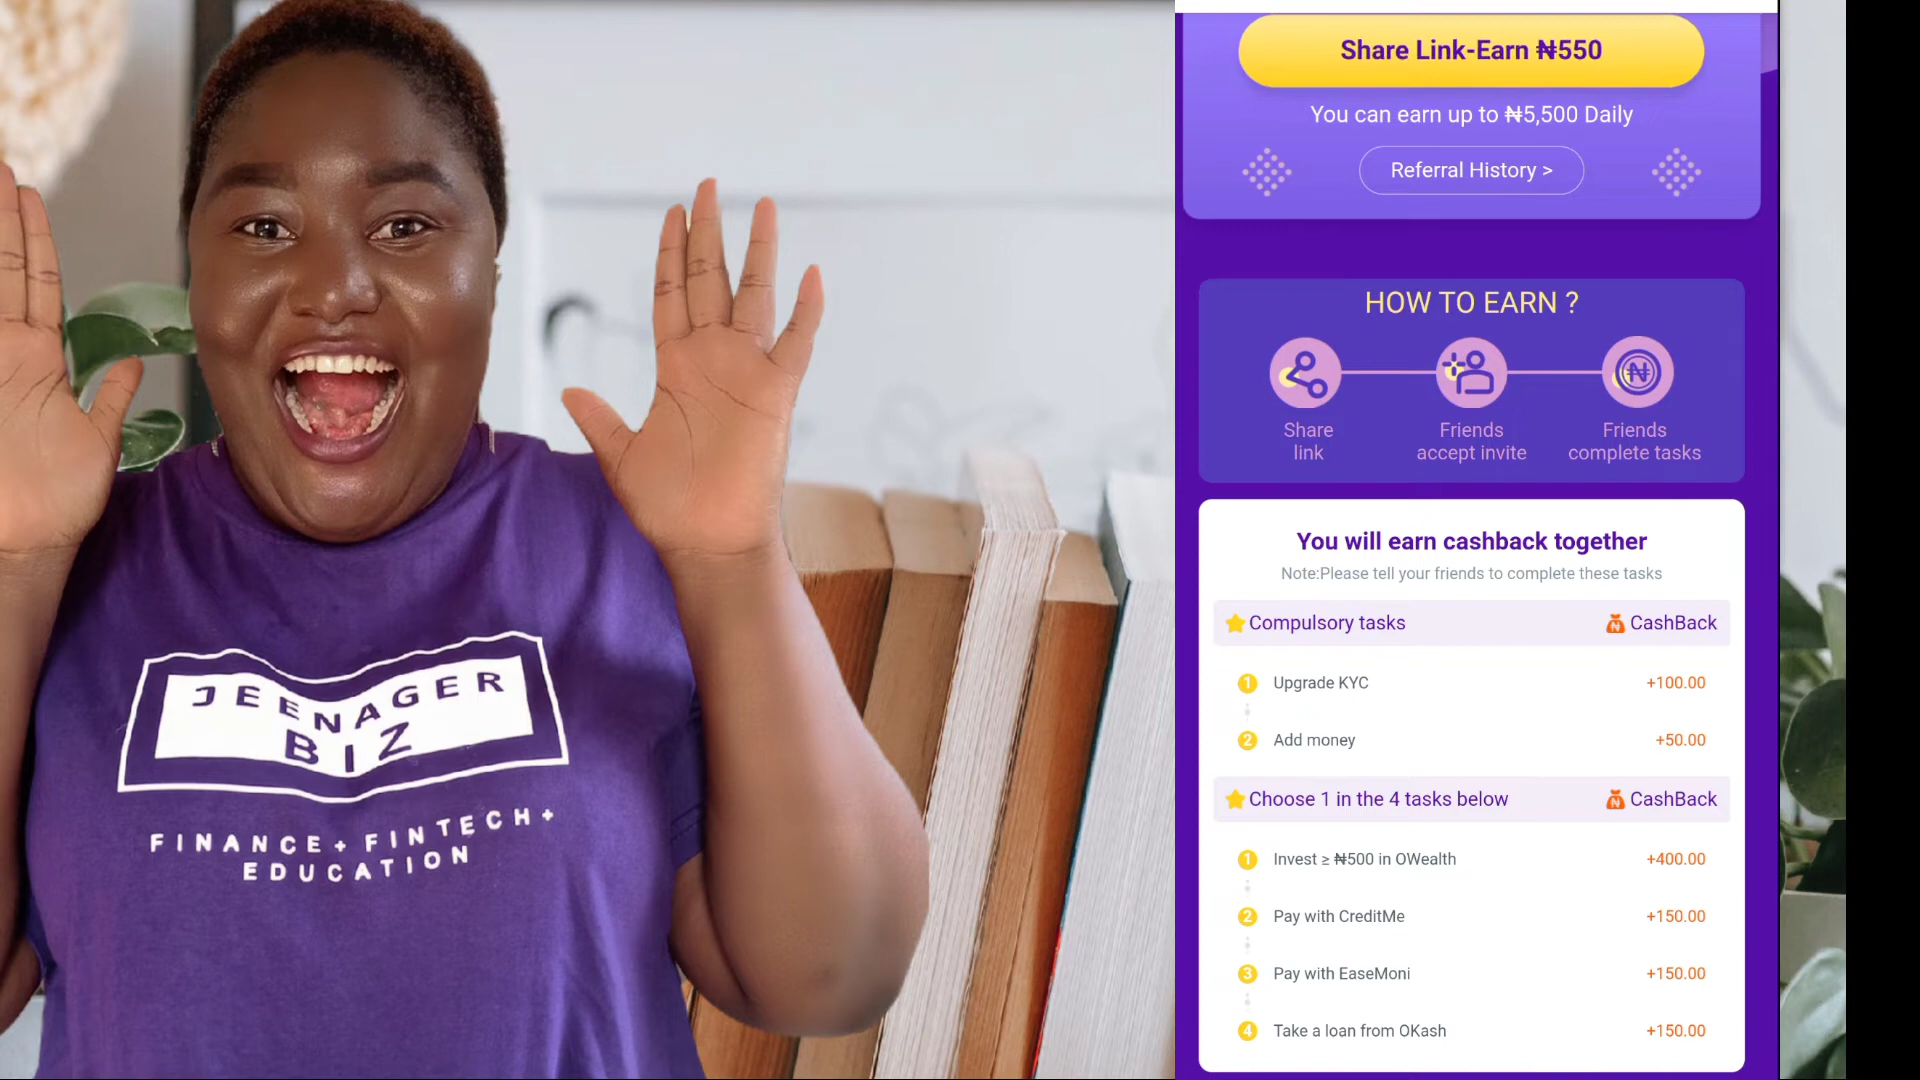 JEENAGER
BIZ
FINANCE+ FINTECH+
EDUCATION
Share Link-Earn ₦550
You can earn up to ₦5,500 Daily
Referral History >
HOW TO EARN ?
Share
link
Friends
accept invite
Friends
complete tasks
You will earn cashback together
Note:Please tell your friends to complete these tasks
Compulsory tasks
CashBack
1 Upgrade KYC +100.00
2 Add money +50.00
Choose 1 in the 4 tasks below
CashBack
1 Invest ≥ ₦500 in OWealth +400.00
2 Pay with CreditMe +150.00
3 Pay with EaseMoni +150.00
4 Take a loan from OKash +150.00